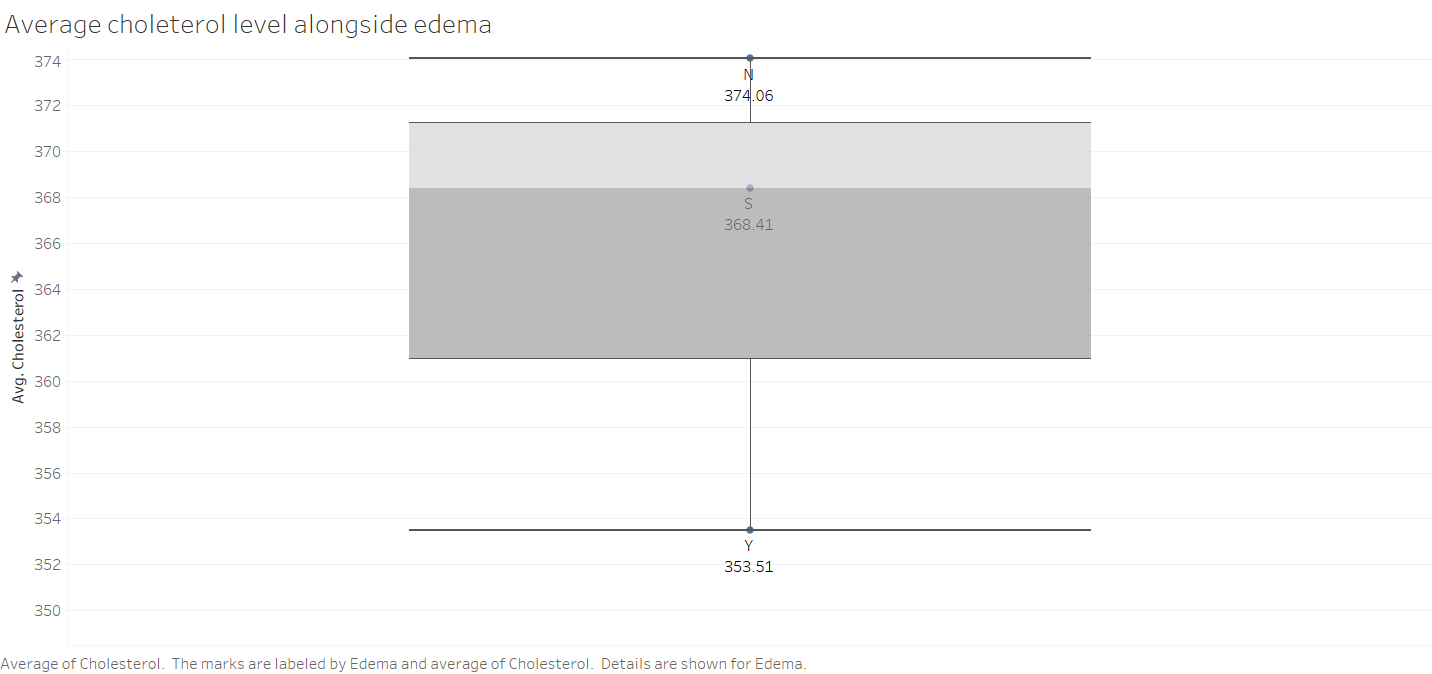 Average choleterol level alongside edema
374
372
370
368
366
364
362
360
358
356
354
352
350
Avg. Cholesterol
N
374.06
S
368.41
Y
353.51
Average of Cholesterol. The marks are labeled by Edema and average of Cholesterol. Details are shown for Edema.